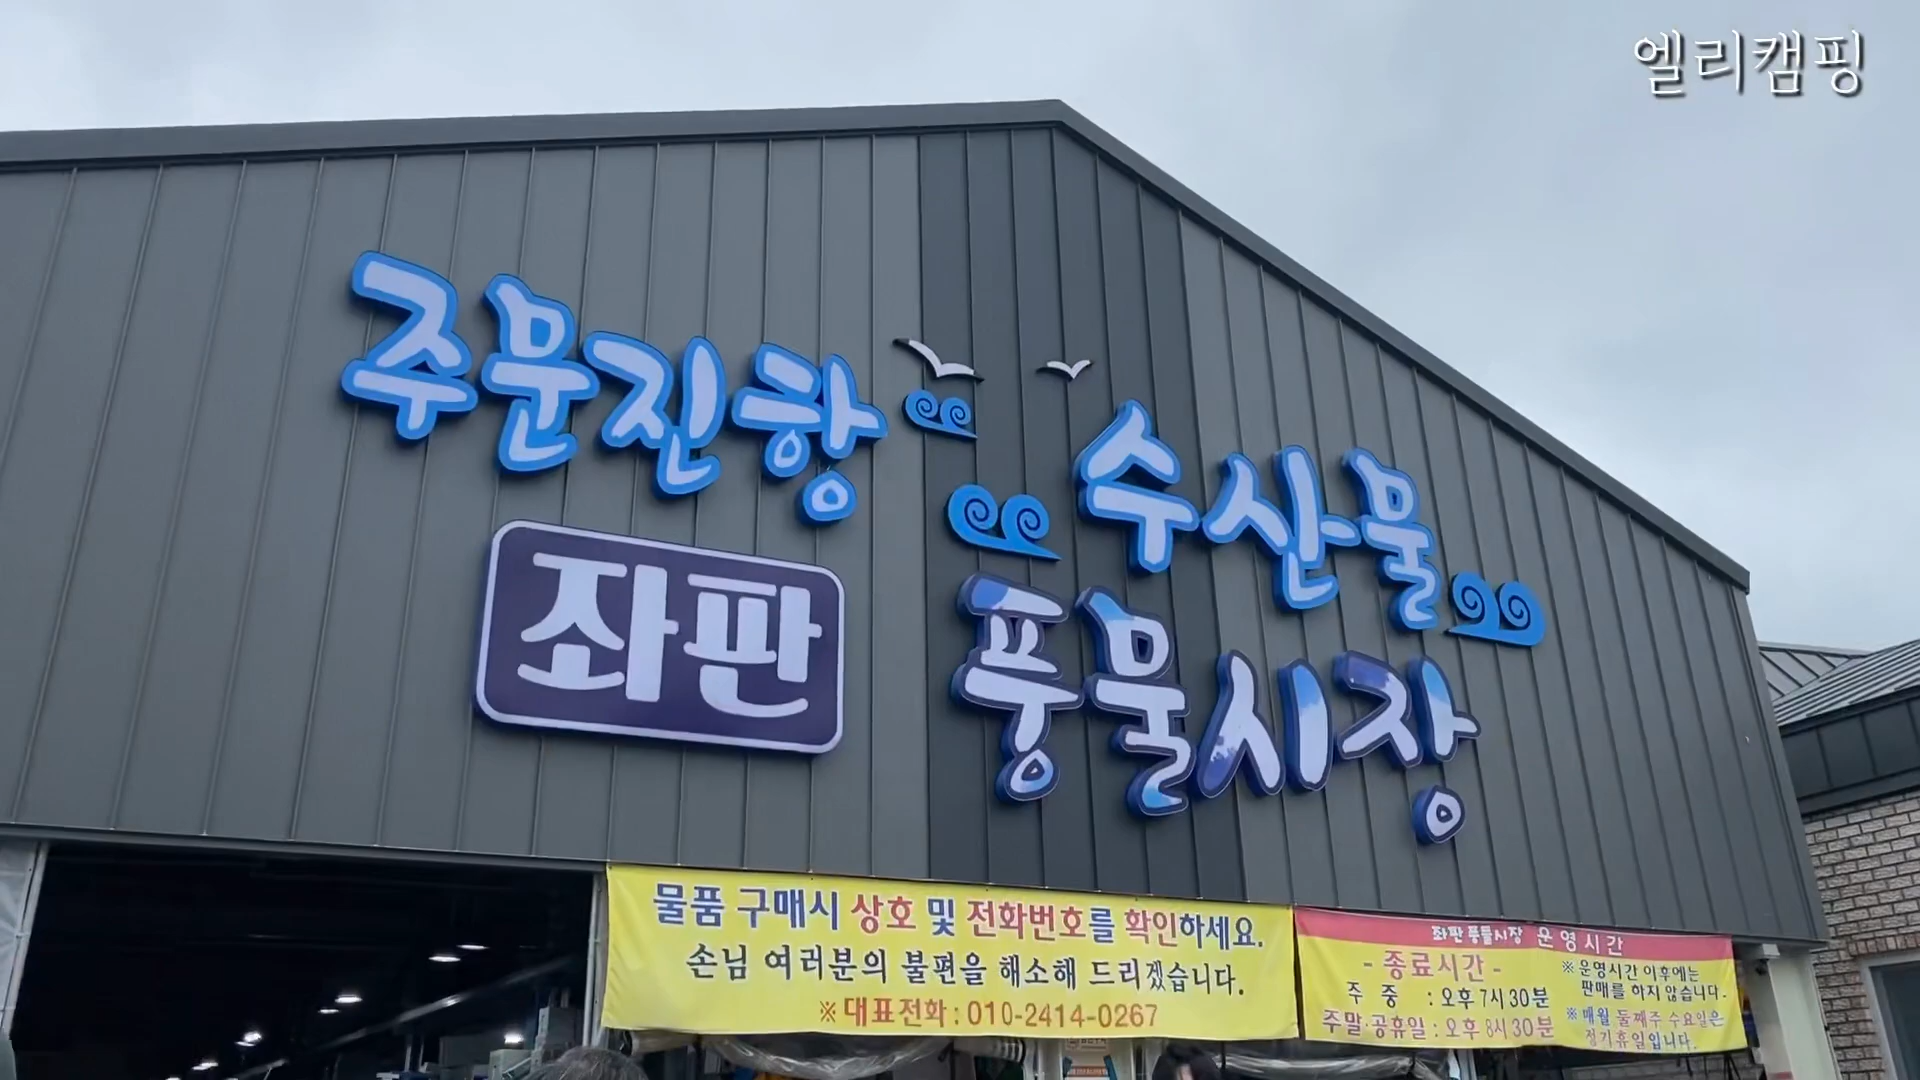 엘리캠핑
주문진항 수산물
좌판 풍물시장
물품 구매시 상호 및 전화번호를 확인하세요.
손님 여러분의 불편을 해소해 드리겠습니다.
※대표전화:010-2414-0267
좌판풍물시장 운영시간
-종료시간-
주 중 : 오후 7시 30분
주말·공휴일 : 오후 8시 30분
※운영시간 이후에는
판매를 하지 않습니다.
※매월 둘째주 수요일은
정기휴일입니다.